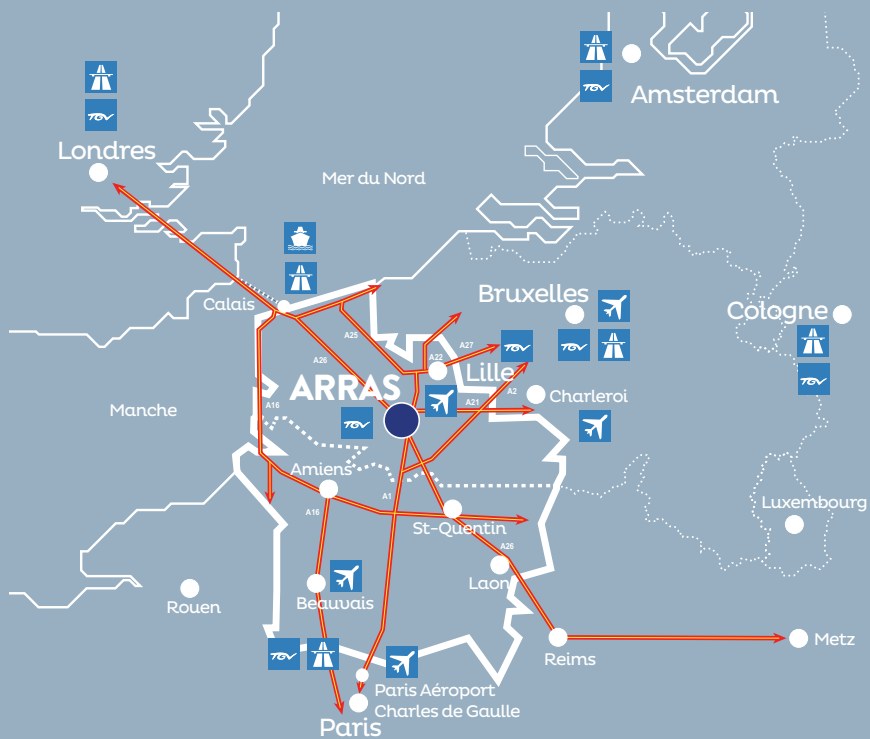 TGV
Amsterdam
TGV
Londres
Mer du Nord
Bruxelles
Calais
Cologne
A25
A27
TGV
TGV
A26
A22
Lille
TGV
ARRAS
A2
Charleroi
A16
A21
Manche
TGV
Amiens
A1
Luxembourg
A16
St-Quentin
A26
Laon
Beauvais
Rouen
TGV
Reims
Metz
Paris Aéroport
Charles de Gaulle
Paris